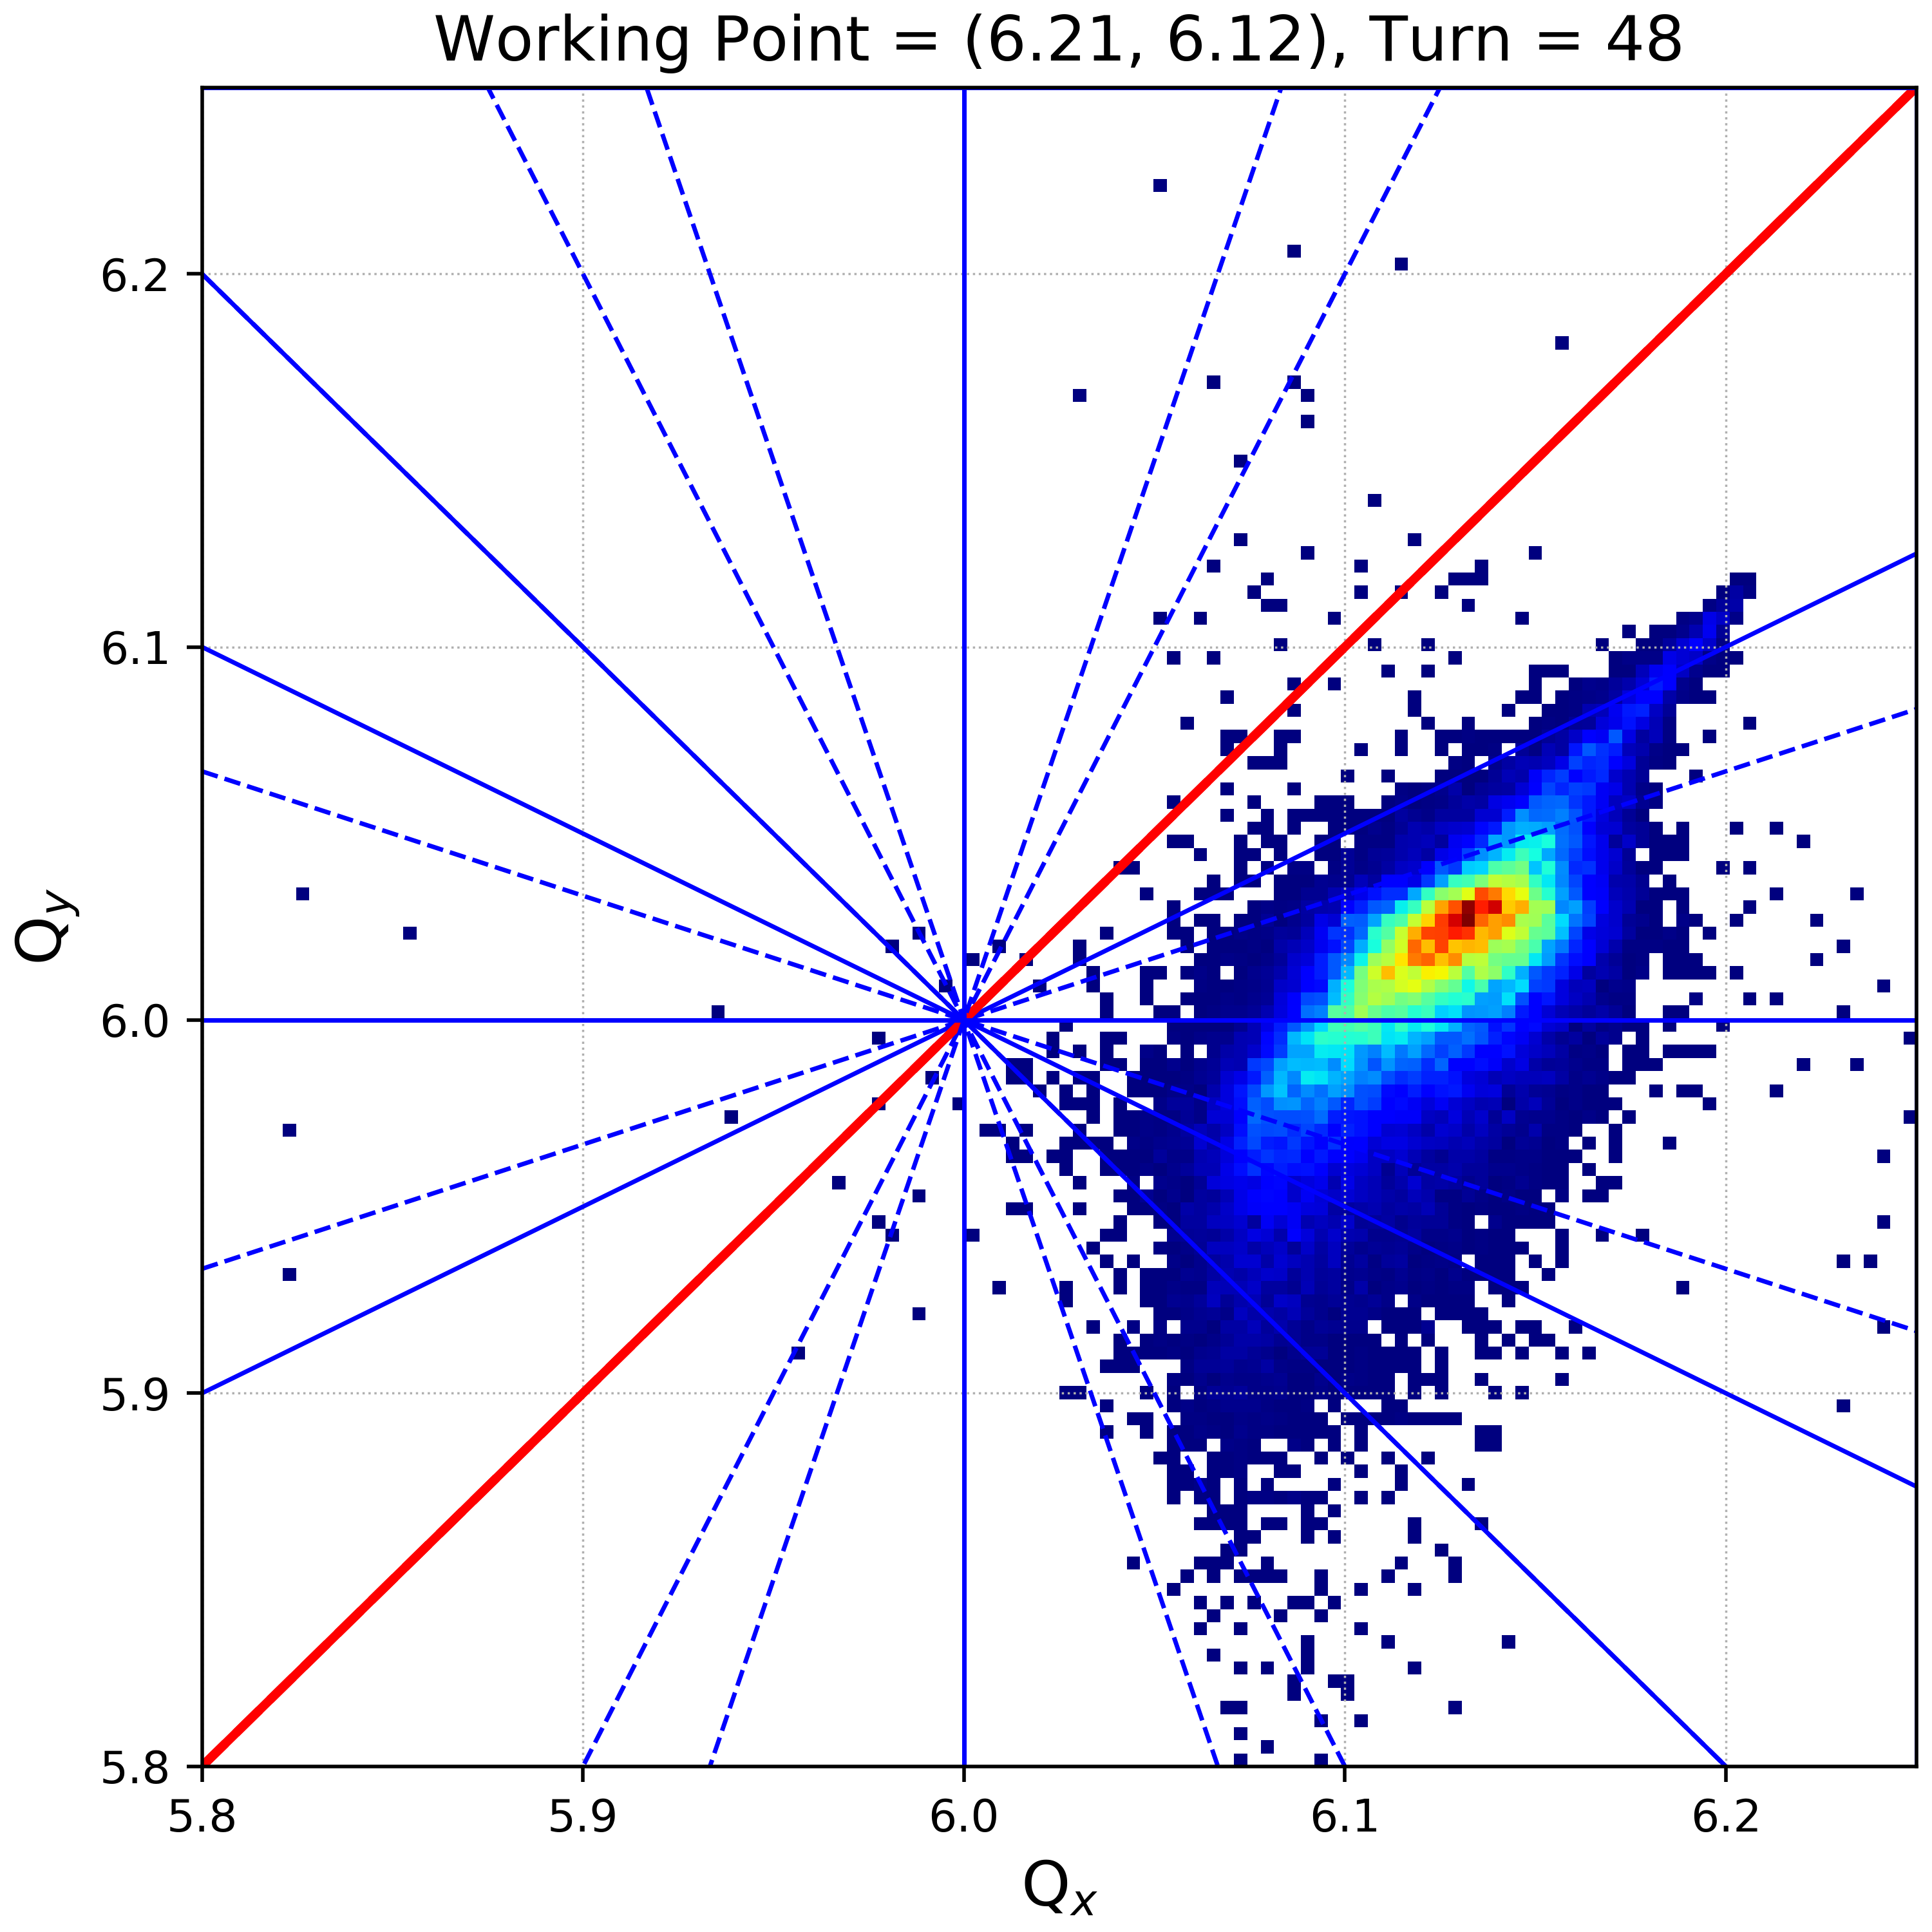 Working Point = (6.21, 6.12), Turn = 48
6.2
6.1
6.0
5.9
5.8
Qy
5.8 5.9 6.0 6.1 6.2
Qx